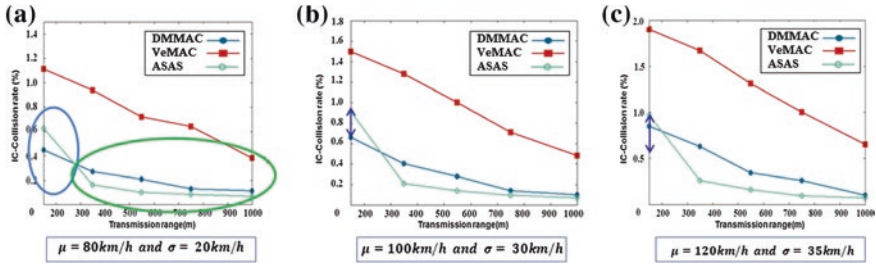 (a)
DMMAC
VeMAC
ASAS
IC-Collision rate (%)
1.4
1.2
1.0
0.8
0.6
0.4
0.2
0
200 300 400 500 600 700 800 900 1000
Transmission range(m)
μ = 80km/h and σ = 20km/h
(b)
DMMAC
VeMAC
ASAS
IC-Collision rate (%)
1.8
1.6
1.4
1.2
1.0
0.8
0.6
0.4
0.2
0
200 300 400 500 600 700 800 900 1000
Transmission range(m)
μ = 100km/h and σ = 30km/h
(c)
DMMAC
VeMAC
ASAS
IC-Collision rate (%)
2.0
1.5
1.0
0.5
0
200 300 400 500 600 700 800 900 1000
Transmission range(m)
μ = 120km/h and σ = 35km/h